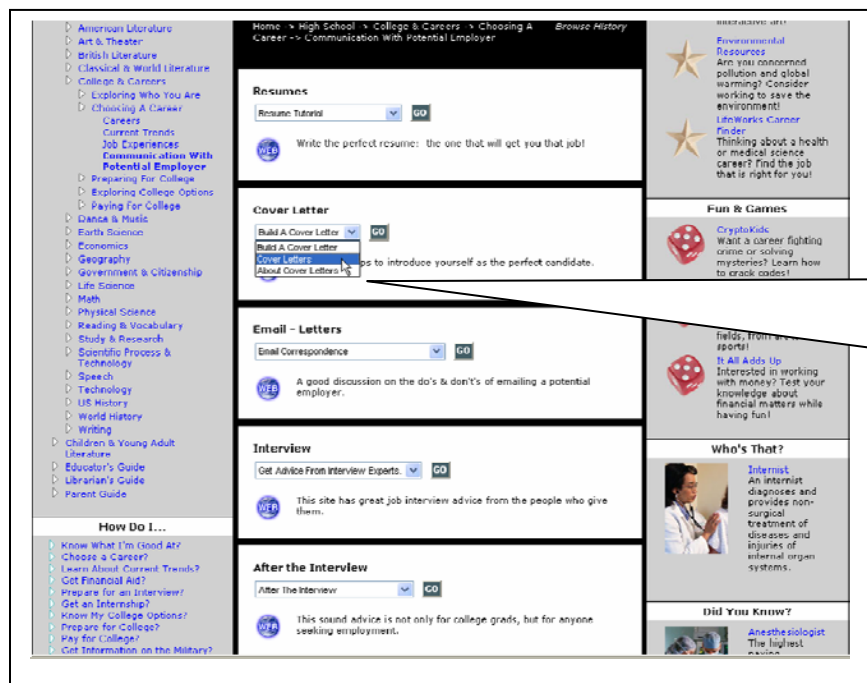 American Literature
Art & Theater
British Literature
Classical & World Literature
College & Careers
Exploring Who You Are
Choosing A Career
Careers
Current Trends
Job Experiences
Communication With
Potential Employer
Preparing For College
Exploring College Options
Paying For College
Dance & Music
Earth Science
Economics
Geography
Government & Citizenship
Life Science
Math
Physical Science
Reading & Vocabulary
Study & Research
Scientific Process &
Technology
Speech
Technology
US History
World History
Writing
Children & Young Adult
Literature
Educator's Guide
Librarian's Guide
Parent Guide
How Do I...
Know What I'm Good At?
Choose a Career?
Learn About Current Trends?
Get Financial Aid?
Prepare for an Interview?
Get an Internship?
Know My College Options?
Prepare for College?
Pay for College?
Get Information on the Military?
Home -> High School -> College & Careers -> Choosing A
Career -> Communication With Potential Employer
Browse History
Resumes
Resume Tutorial
GO
WEB
Write the perfect resume: the one that will get you that job!
Cover Letter
Build A Cover Letter
GO
Build A Cover Letter
Cover Letters
About Cover Letters
to introduce yourself as the perfect candidate.
Email - Letters
Email Correspondence
GO
WEB
A good discussion on the do's & don't's of emailing a potential
employer.
Interview
Get Advice From Interview Experts.
GO
WEB
This site has great job interview advice from the people who give
them.
After the Interview
After The Interview
GO
WEB
This sound advice is not only for college grads, but for anyone
seeking employment.
interactive art!
Environmental
Resources
Are you concerned
pollution and global
warming? Consider
working to save the
environment!
LifeWorks Career
Finder
Thinking about a health
or medical science
career? Find the job
that is right for you!
Fun & Games
CryptoKids
Want a career fighting
crime or solving
mysteries? Learn how
to crack codes!
fields, from
sports!
It All Adds Up
Interested in working
with money? Test your
knowledge about
financial matters while
having fun!
Who's That?
Internist
An internist
diagnoses and
provides non-
surgical
treatment of
diseases and
injuries of
internal organ
systems.
Did You Know?
Anesthesiologist
The highest